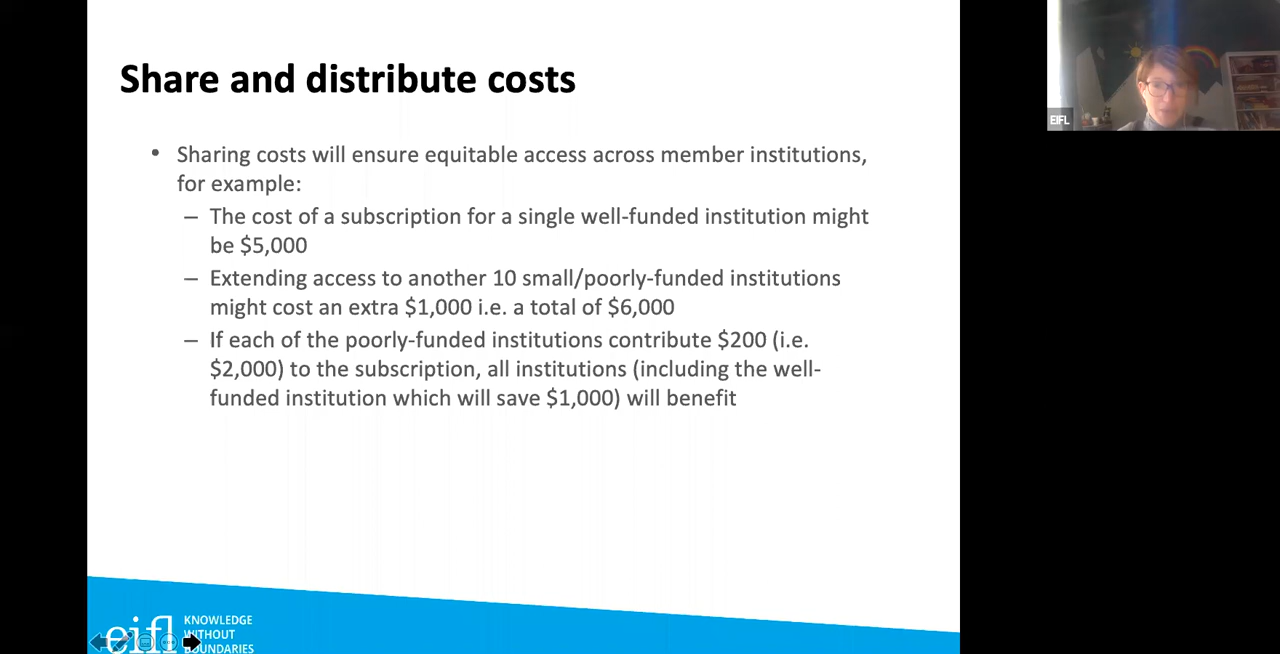 Share and distribute costs
• Sharing costs will ensure equitable access across member institutions,
for example:
– The cost of a subscription for a single well-funded institution might
be $5,000
– Extending access to another 10 small/poorly-funded institutions
might cost an extra $1,000 i.e. a total of $6,000
– If each of the poorly-funded institutions contribute $200 (i.e.
$2,000) to the subscription, all institutions (including the well-
funded institution which will save $1,000) will benefit
EIFL
eifl
KNOWLEDGE
WITHOUT
BOUNDARIES